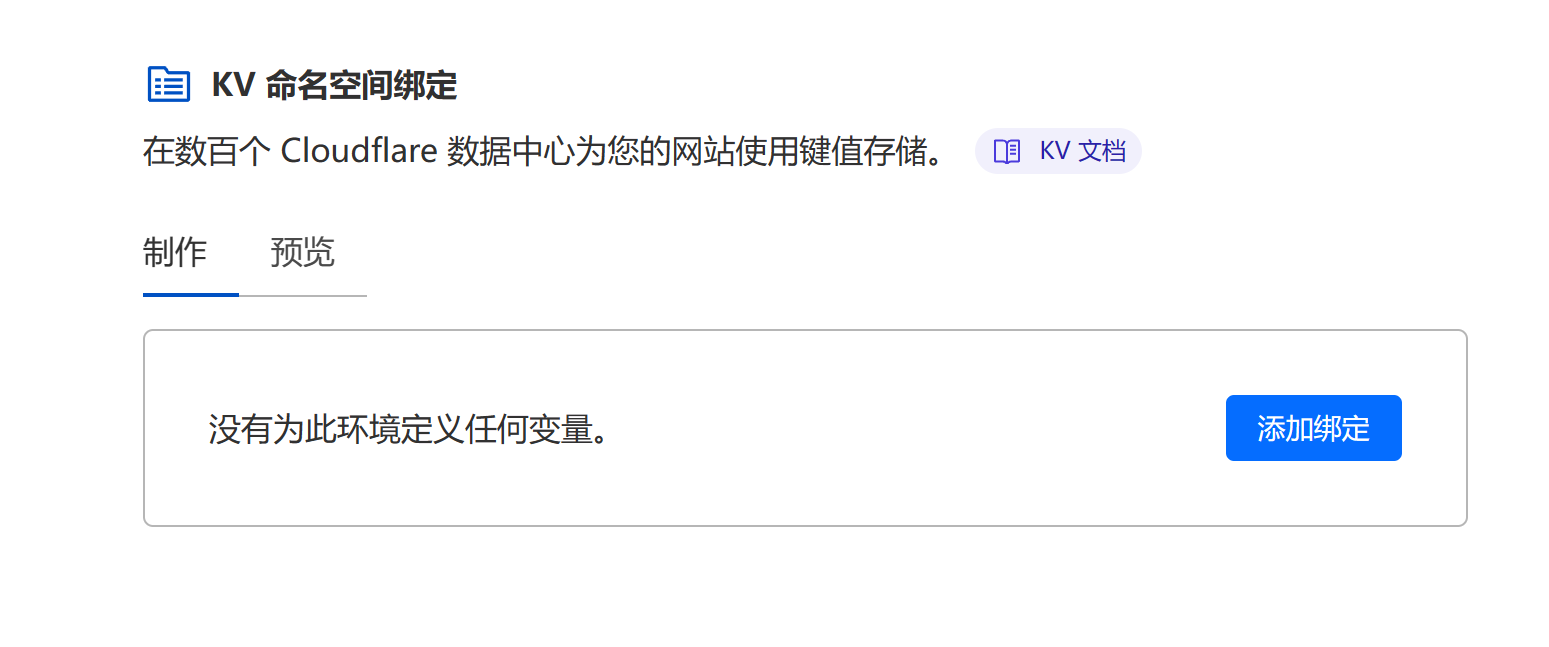 KV 命名空间绑定
在数百个 Cloudflare 数据中心为您的网站使用键值存储。 KV 文档
制作 预览
没有为此环境定义任何变量。 添加绑定